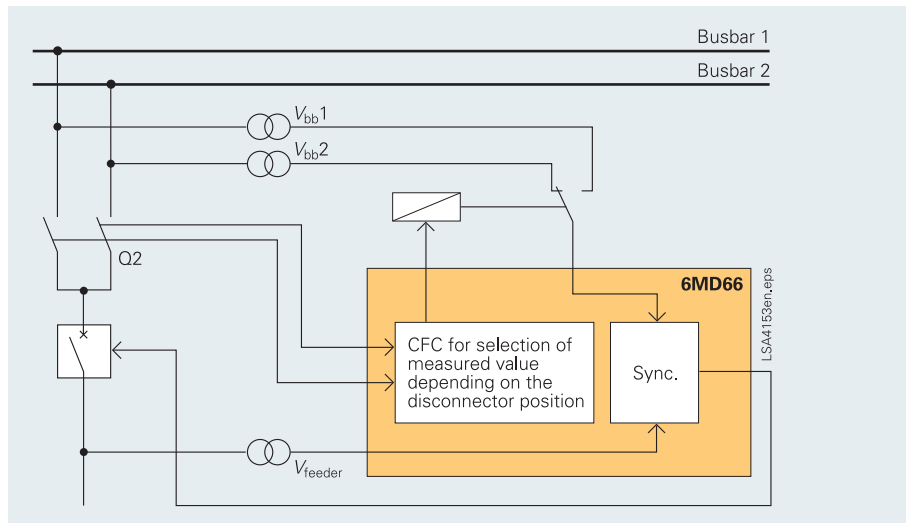 Busbar 1
Busbar 2
Vbb1
Vbb2
Q2
6MD66
LSA4153en.eps
CFC for selection of
measured value
depending on the
disconnector position
Sync.
Vfeeder